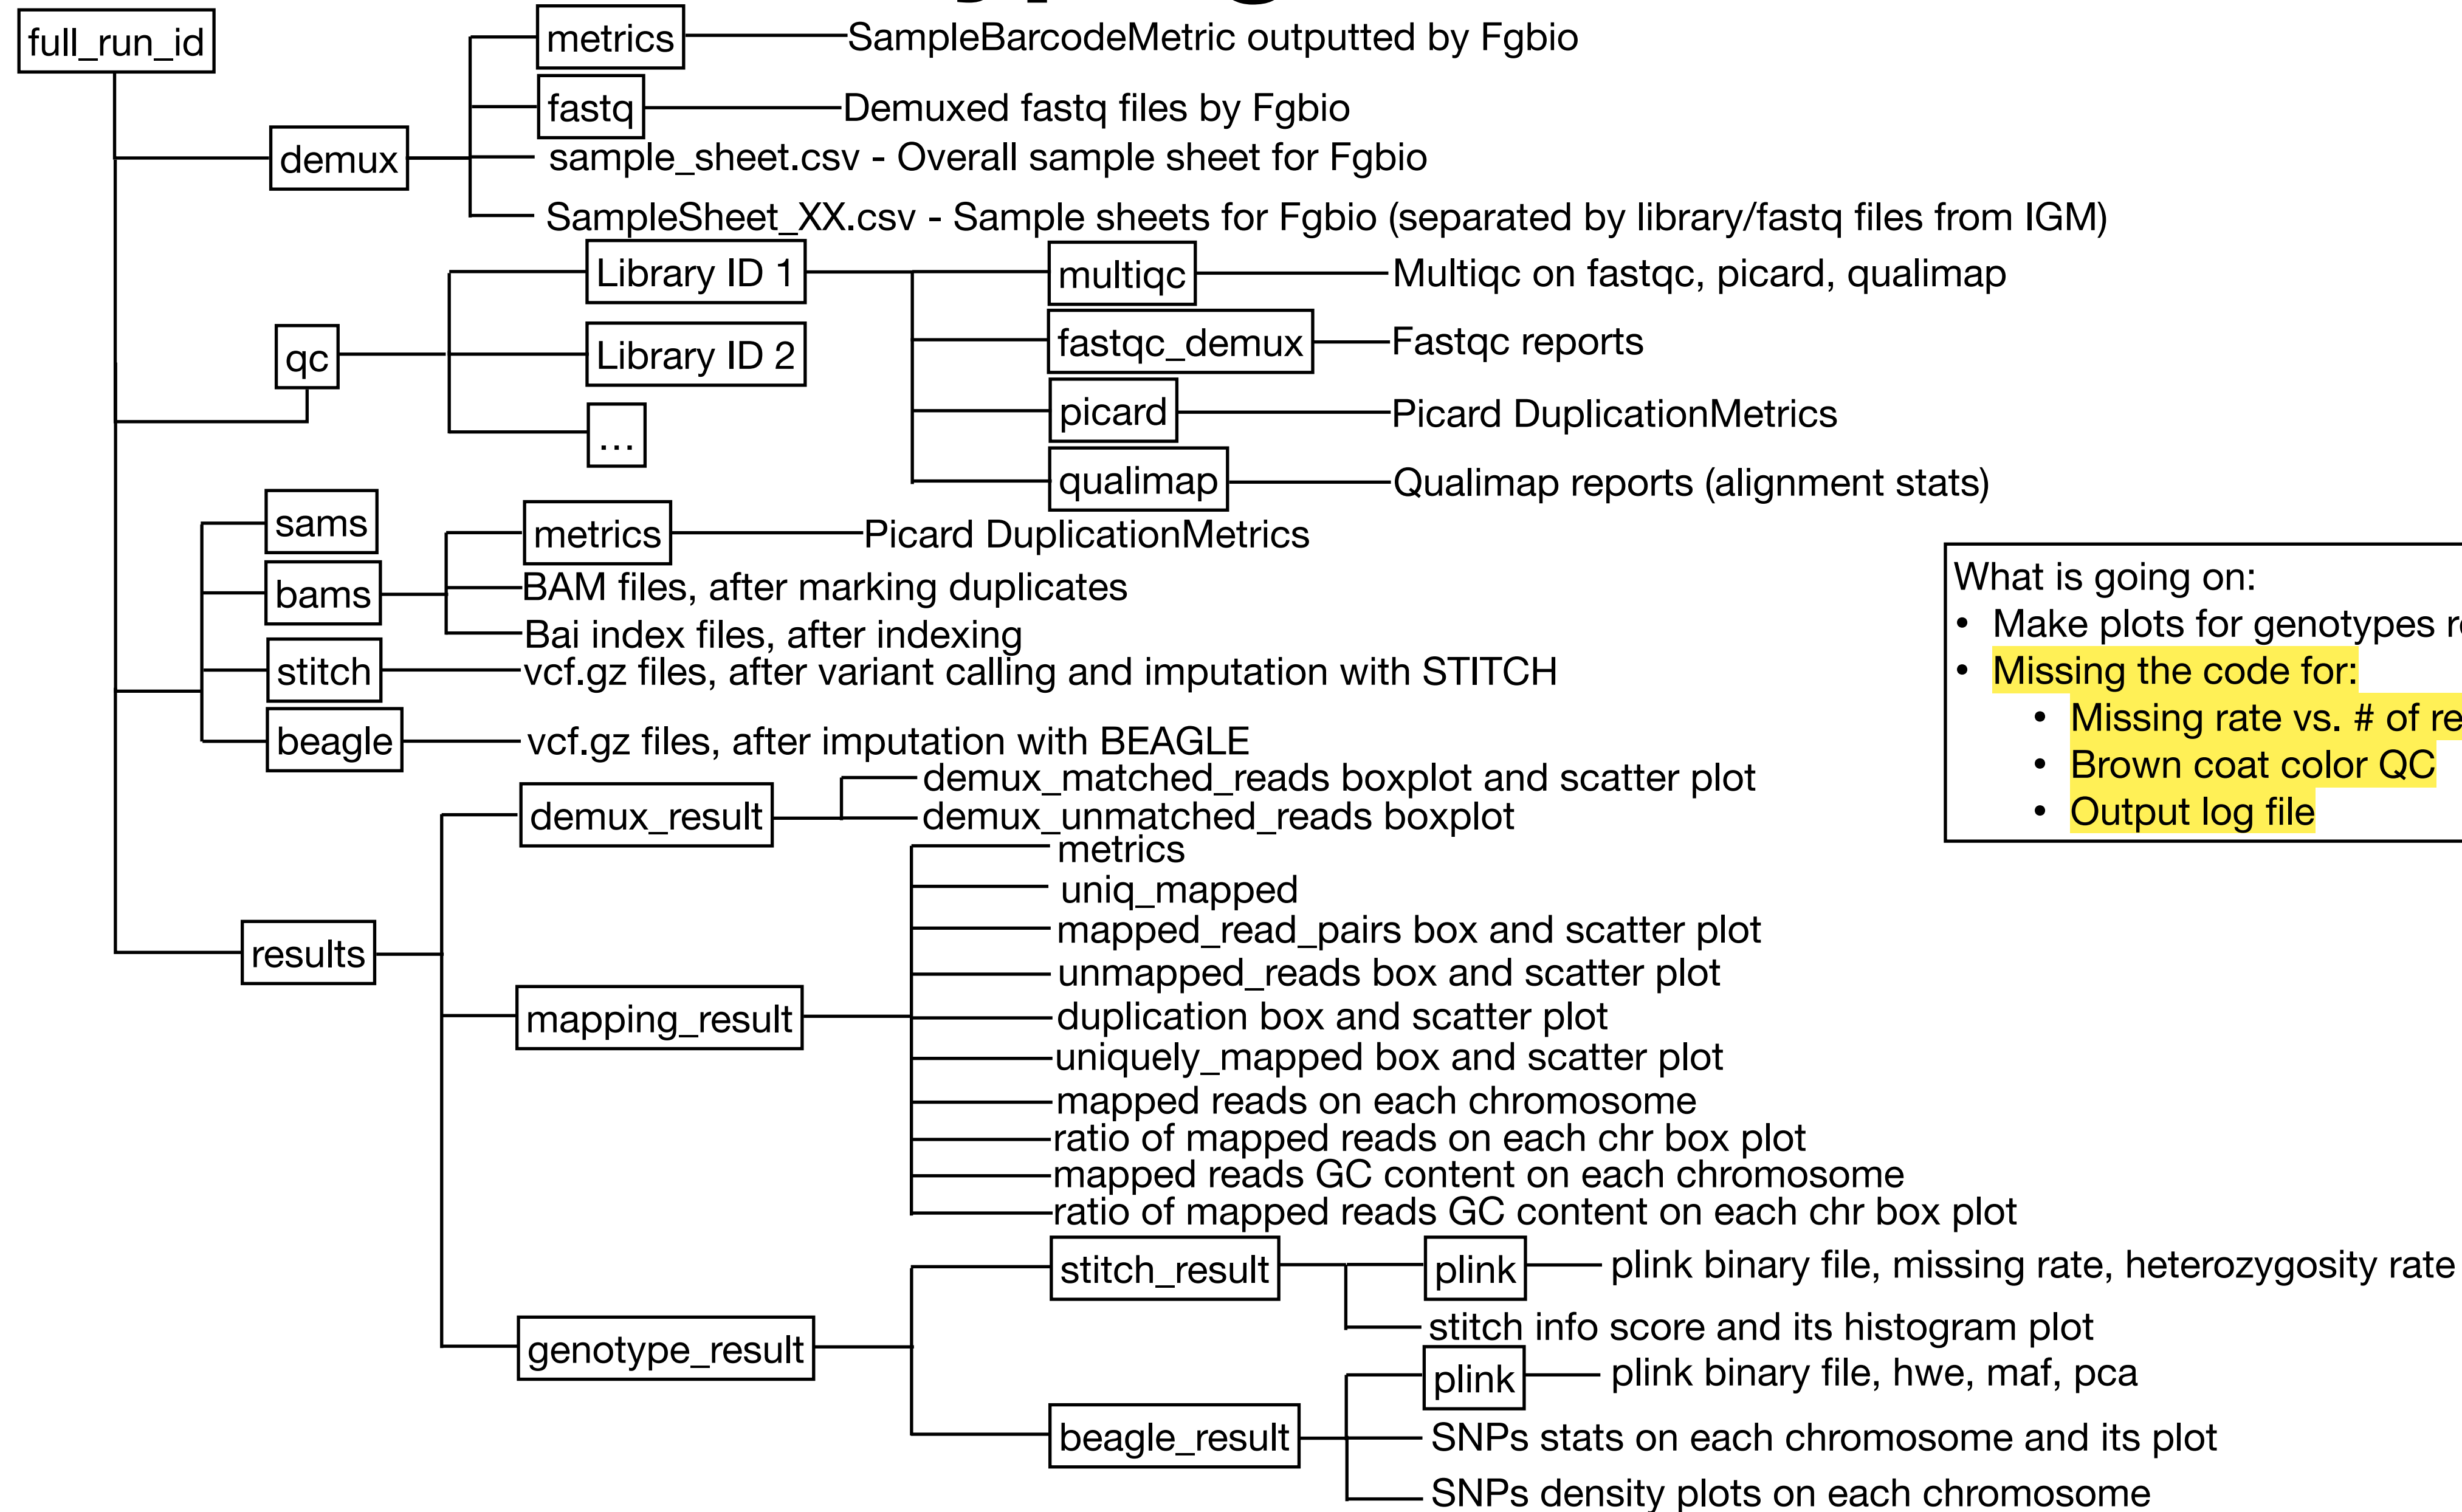 full_run_id
metrics
SampleBarcodeMetric outputted by Fgbio
fastq
Demuxed fastq files by Fgbio
demux
sample_sheet.csv - Overall sample sheet for Fgbio
SampleSheet_XX.csv - Sample sheets for Fgbio (separated by library/fastq files from IGM)
qc
Library ID 1
Library ID 2
...
multiqc
Multiqc on fastqc, picard, qualimap
fastqc_demux
Fastqc reports
picard
Picard DuplicationMetrics
qualimap
Qualimap reports (alignment stats)
sams
bams
metrics
Picard DuplicationMetrics
BAM files, after marking duplicates
Bai index files, after indexing
stitch
vcf.gz files, after variant calling and imputation with STITCH
beagle
vcf.gz files, after imputation with BEAGLE
What is going on:
• Make plots for genotypes
• Missing the code for:
• Missing rate vs. # of
• Brown coat color QC
• Output log file
results
demux_result
demux_matched_reads boxplot and scatter plot
demux_unmatched_reads boxplot
mapping_result
metrics
uniq_mapped
mapped_read_pairs box and scatter plot
unmapped_reads box and scatter plot
duplication box and scatter plot
uniquely_mapped box and scatter plot
mapped reads on each chromosome
ratio of mapped reads on each chr box plot
mapped reads GC content on each chromosome
ratio of mapped reads GC content on each chr box plot
genotype_result
stitch_result
plink
plink binary file, missing rate, heterozygosity rate
stitch info score and its histogram plot
beagle_result
plink
plink binary file, hwe, maf, pca
SNPs stats on each chromosome and its plot
SNPs density plots on each chromosome